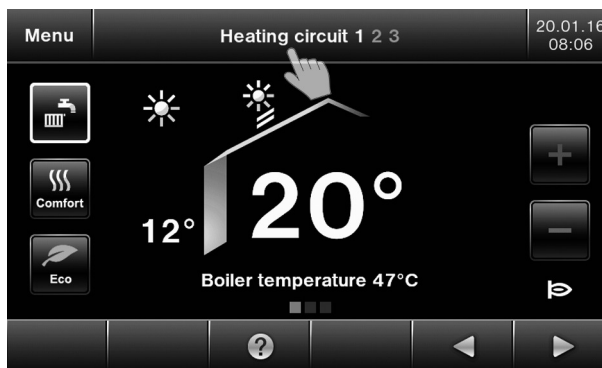 Menu
Heating circuit 1 2 3
20.01.16
08:06
Comfort
12°
20°
Eco
Boiler temperature 47°C
?